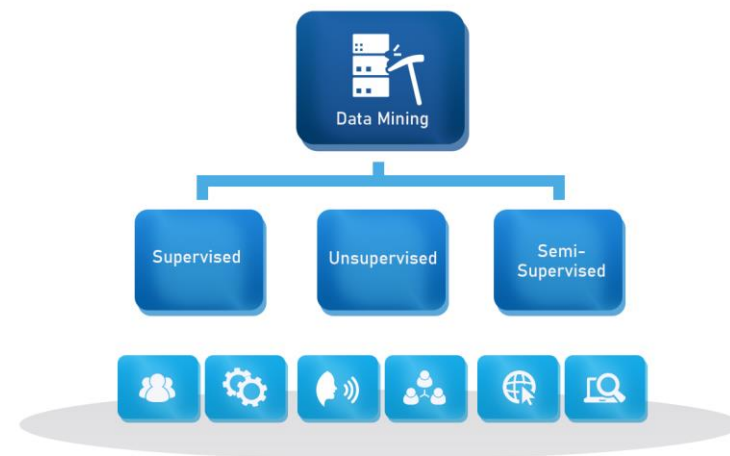 Data Mining
Supervised
Unsupervised
Semi-
Supervised